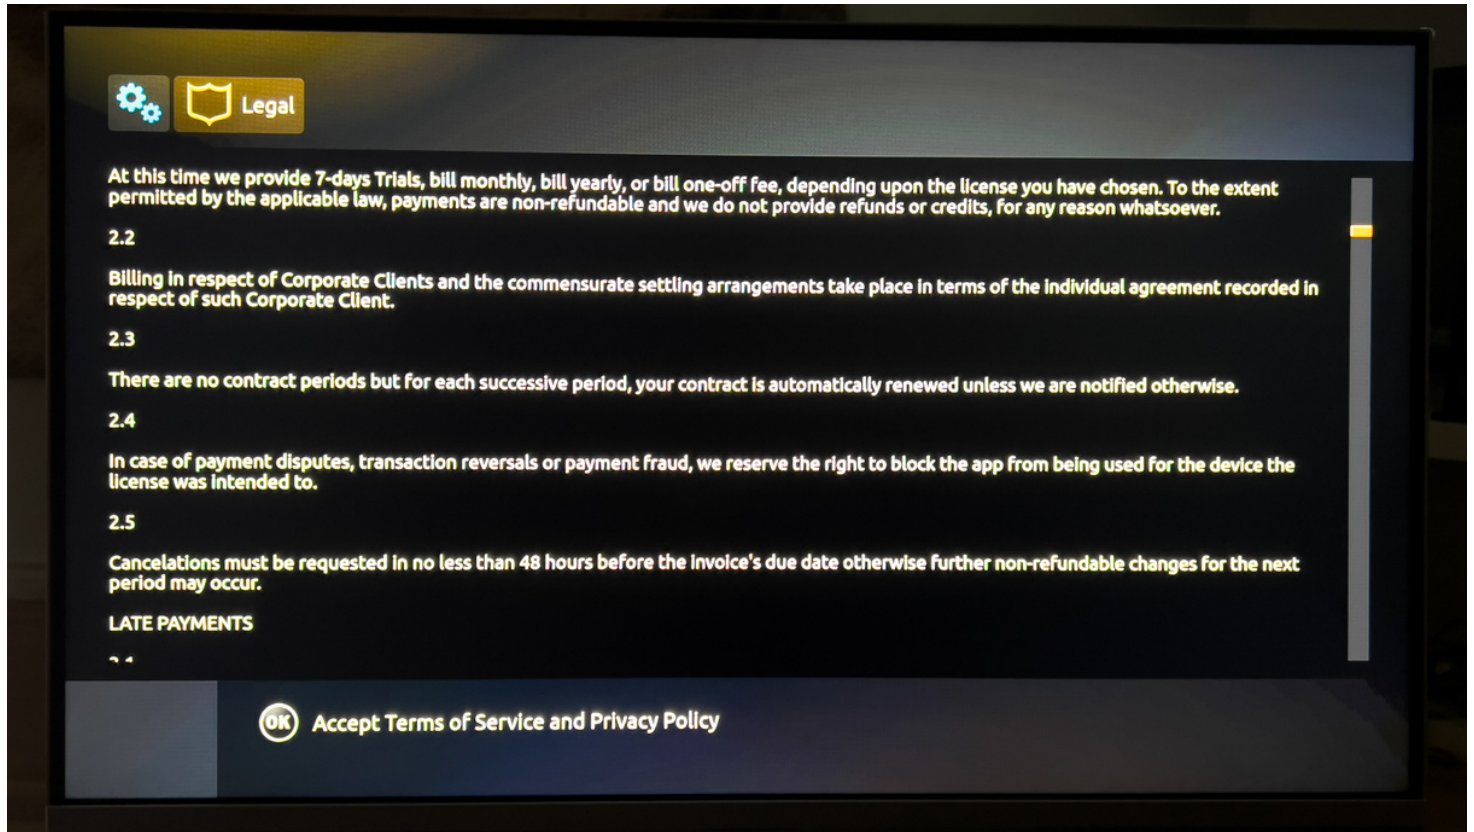 Legal
At this time we provide 7-days Trials, bill monthly, bill yearly, or bill one-off fee, depending upon the license you have chosen. To the extent
permitted by the applicable law, payments are non-refundable and we do not provide refunds or credits, for any reason whatsoever.
2.2
Billing in respect of Corporate Clients and the commensurate settling arrangements take place in terms of the individual agreement recorded in
respect of such Corporate Client.
2.3
There are no contract periods but for each successive period, your contract is automatically renewed unless we are notified otherwise.
2.4
In case of payment disputes, transaction reversals or payment fraud, we reserve the right to block the app from being used for the device the
license was intended to.
2.5
Cancelations must be requested in no less than 48 hours before the invoice's due date otherwise further non-refundable changes for the next
period may occur.
LATE PAYMENTS
OK Accept Terms of Service and Privacy Policy